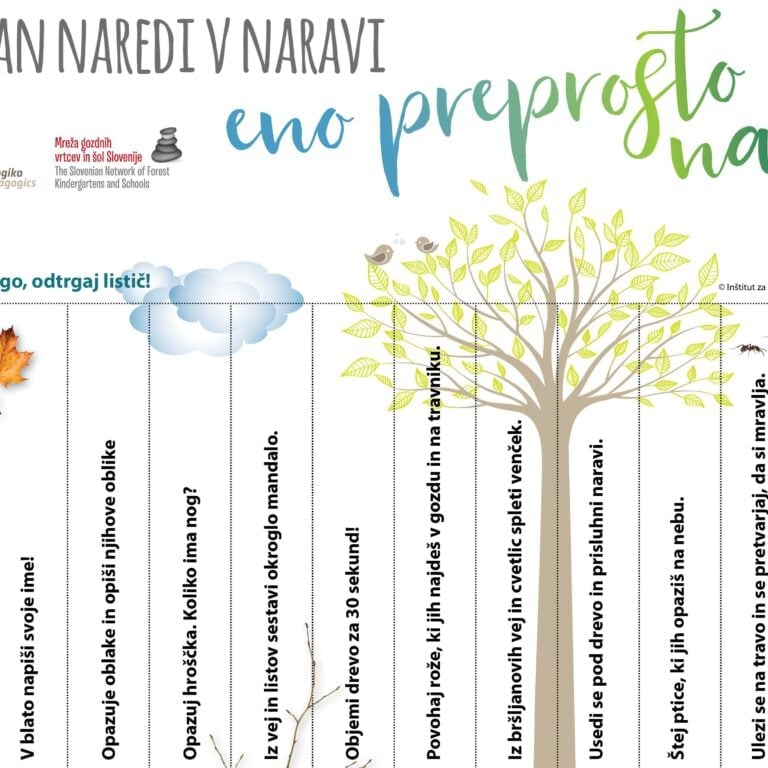 AN NAREDI V NARAVI
eno preprosto
na
Mreža gozdnih
vrtcev in šol Slovenije
The Slovenian Network of Forest
Kindergartens and Schools
giko
agogics
go, odtrgaj listič!
© Inštitut za
V blato napiši svoje ime!
Opazuje oblake in opiši njihove oblike
Opazuj hroščka. Koliko ima nog?
Iz vej in listov sestavi okroglo mandalo.
Objemi drevo za 30 sekund!
Povohaj rože, ki jih najdeš v gozdu in na travniku.
Iz bršljanovih vej in cvetlic spleti venček.
Usedi se pod drevo in prisluhni naravi.
Štej ptice, ki jih opaziš na nebu.
Ulezi se na travo in se pretvarjaj, da si mravlja.